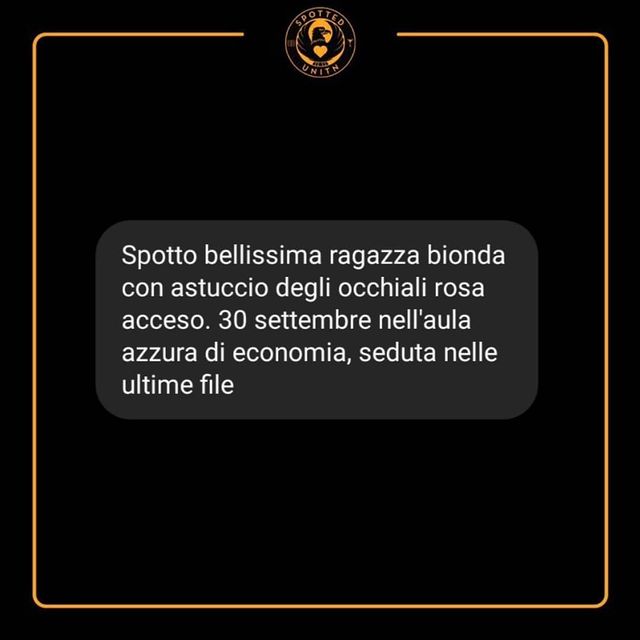 SPOTTED
UNITN
Spotto bellissima ragazza bionda
con astuccio degli occhiali rosa
acceso. 30 settembre nell'aula
azzura di economia, seduta nelle
ultime file